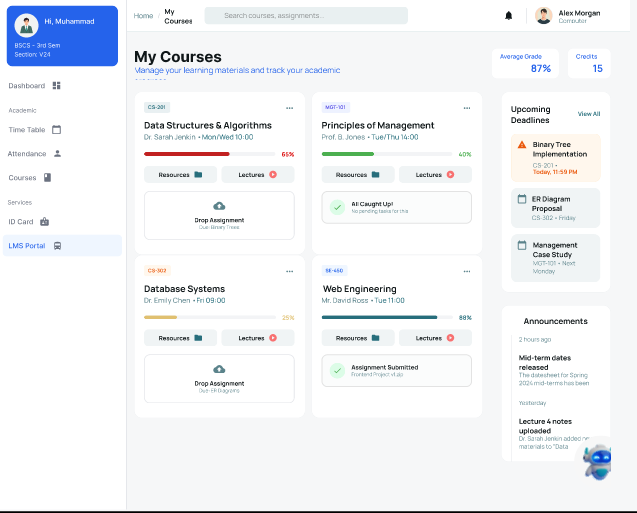 Hi, Muhammad
BSCS - 3rd Sem
Section: V24
Dashboard
Academic
Time Table
Attendance
Courses
Services
ID Card
LMS Portal
Home / My Courses
Search courses, assignments..
Alex Morgan
Computer
My Courses
Manage your learning materials and track your academic
Average Grade
87%
Credits
15
CS-201
Data Structures & Algorithms
Dr. Sarah Jenkin • Mon/Wed 10:00
65%
Resources
Lectures
Drop Assignment
Due: Binary Trees
MGT-101
Principles of Management
Prof. B. Jones • Tue/Thu 14:00
40%
Resources
Lectures
All Caught Up!
No pending tasks for this
CS-302
Database Systems
Dr. Emily Chen • Fri 09:00
25%
Resources
Lectures
Drop Assignment
Due: ER Diagrams
SE-450
Web Engineering
Mr. David Ross • Tue 11:00
88%
Resources
Lectures
Assignment Submitted
Frontend Project v1.zip
Upcoming
Deadlines
View All
Binary Tree
Implementation
CS-201 •
Today, 11:59 PM
ER Diagram
Proposal
CS-302 • Friday
Management
Case Study
MGT-101 • Next
Monday
Announcements
2 hours ago
Mid-term dates
released
The datesheet for Spring
2024 mid-terms has been
Yesterday
Lecture 4 notes
uploaded
Dr. Sarah Jenkin added
materials to "Data